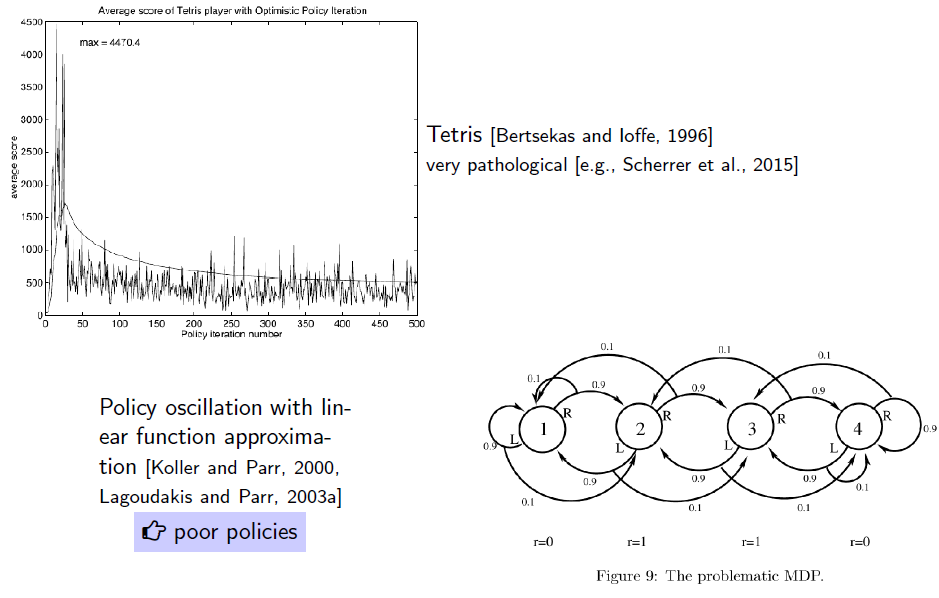 Average score of Tetris player with Optimistic Policy Iteration
4500
4000
3500
3000
2500
2000
1500
1000
500
0
average score
max = 4470.4
0 50 100 150 200 250 300 350 400 450 500
Policy iteration number
Tetris [Bertsekas and Ioffe, 1996]
very pathological [e.g., Scherrer et al., 2015]
Policy oscillation with lin-
ear function approxima-
tion [Koller and Parr, 2000,
Lagoudakis and Parr, 2003a]
poor policies
0.1 0.1 0.1
0.1 0.9 0.9 0.9
R R R R
1 2 3 4
L L L L
0.9 0.9
0.9 0.9 0.9 0.1
0.1 0.1 0.1
r=0 r=1 r=1 r=0
Figure 9: The problematic MDP.